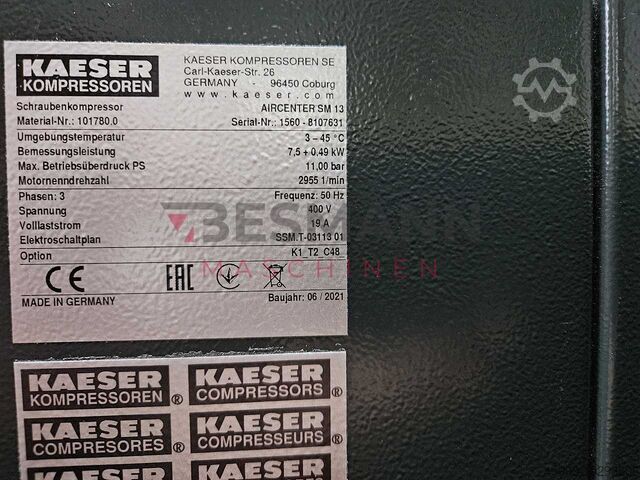 KAESER
KOMPRESSOREN
KAESER KOMPRESSOREN SE
Carl-Kaeser-Str. 26
GERMANY - 96450 Coburg
www.kaeser.com
Schraubenkompressor AIRCENTER SM 13
Material-Nr.: 101780.0 Serial-Nr.: 1560 - 8107631
Umgebungstemperatur 3 – 45 °C
Bemessungsleistung 7,5 + 0.49 kW
Max. Betriebsüberdruck PS 11,00 bar
Motornenndrehzahl 2955 1/min
Phasen: 3 Frequenz: 50 Hz
Spannung 400 V
Volllaststrom 19 A
Elektroschaltplan SSM.T-03113 01
Option K1_T2_C48
MASCHINEN
CE EAC
MADE IN GERMANY Baujahr: 06 / 2021
KAESER KAESER
KOMPRESSOREN ® COMPRESSORS ®
KAESER KAESER
COMPRESORES ® COMPRESSEURS ®
KAESER KAESER